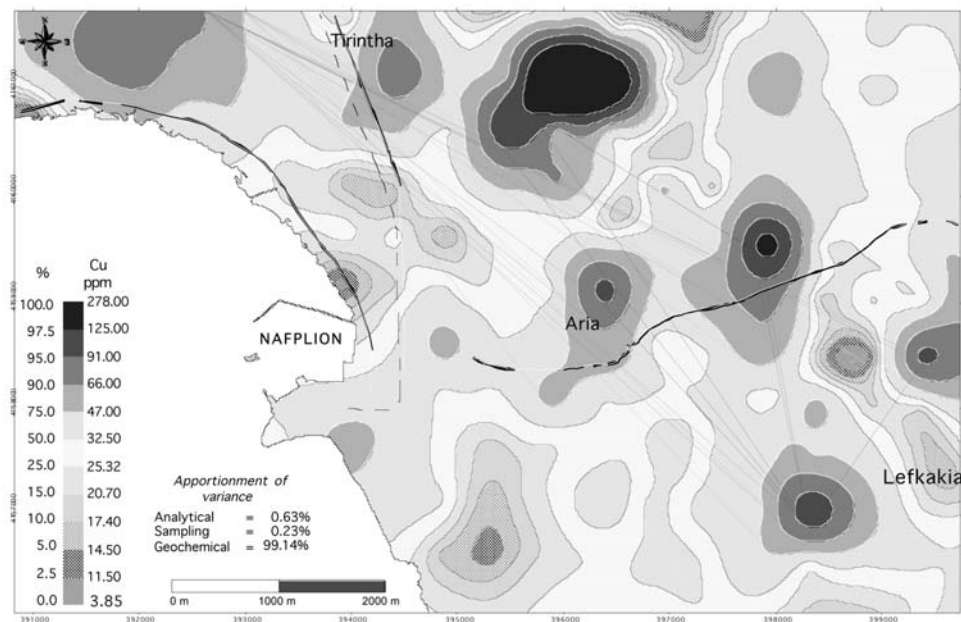 Tirintha
NAFPLION
Aria
Lefkakia
% Cu
ppm
100.0 278.00
97.5 125.00
95.0 91.00
90.0 66.00
75.0 47.00
50.0 32.50
25.0 25.32
15.0 20.70
10.0 17.40
5.0 14.50
2.5 11.50
0.0 3.85
Apportionment of
variance
Analytical = 0.63%
Sampling = 0.23%
Geochemical = 99.14%
0 m 1000 m 2000 m
391000 392000 393000 394000 395000 396000 397000 398000 399000